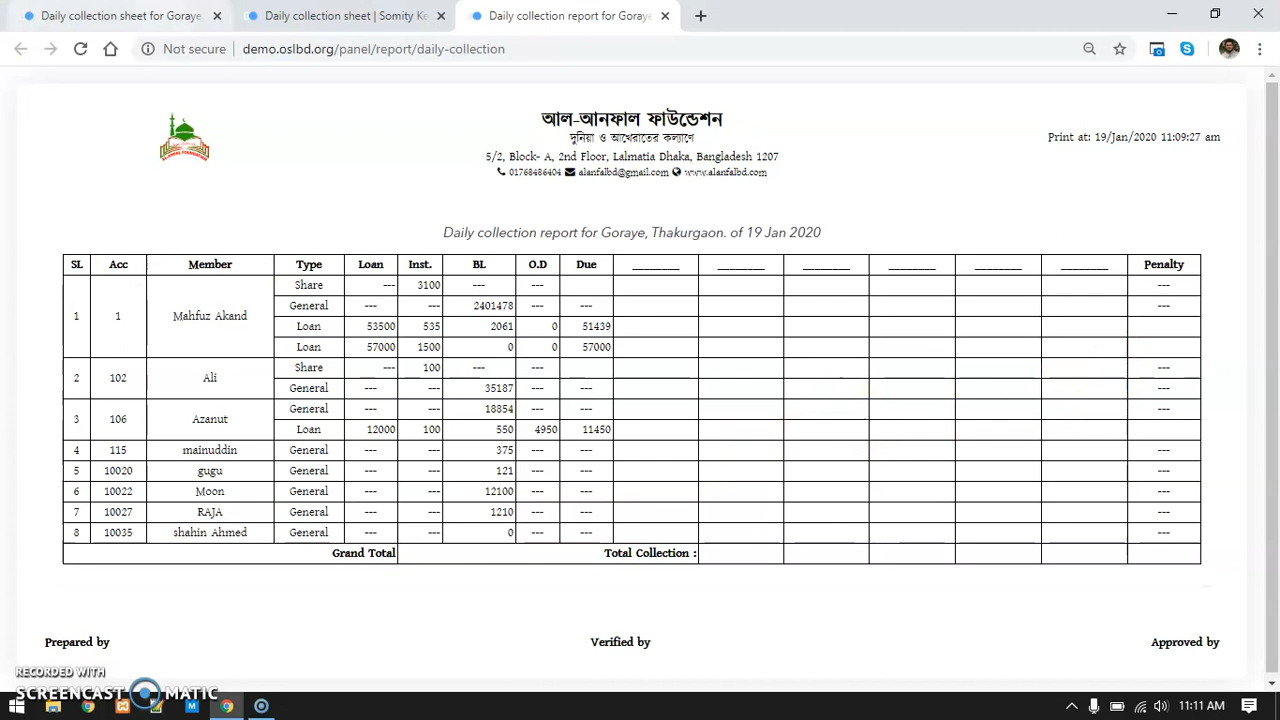 Daily collection sheet for Goraye,
Daily collection sheet | Somity Ke
Daily collection report for Goraye
Not secure
demo.oslbd.org/panel/report/daily-collection
আল-আনফাল ফাউন্ডেশন
দুনিয়া ও আখেরাতের কল্যাণে
Print at: 19/Jan/2020 11:09:27 am
5/2, Block- A, 2nd Floor, Lalmatia Dhaka, Bangladesh 1207
01768486404 alanfalbd@gmail.com www.alanfalbd.com
Daily collection report for Goraye, Thakurgaon. of 19 Jan 2020
SL Acc Member Type Loan Inst. BL O.D Due ________ ________ ________ ________ ________ ________ Penalty
Share --- 3100 --- --- ---
General --- --- 2401478 --- --- ---
1 1 Mahfuz Akand
Loan 53500 535 2061 0 51439
Loan 57000 1500 0 0 57000
Share --- 100 --- --- ---
2 102 Ali
General --- --- 35187 --- --- ---
General --- --- 18854 --- --- ---
3 106 Azanut
Loan 12000 100 550 4950 11450
4 115 mainuddin General --- --- 375 --- --- ---
5 10020 gugu General --- --- 121 --- --- ---
6 10022 Moon General --- --- 12100 --- --- ---
7 10027 RAJA General --- --- 1210 --- --- ---
8 10035 shahin Ahmed General --- --- 0 --- --- ---
Grand Total Total Collection :
Prepared by Verified by Approved by
RECORDED WITH
SCREENCAST MATIC
11:11 AM